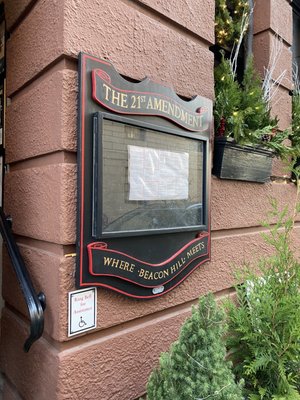 THE 21ST AMENDMENT
WHERE · BEACON HILL · MEETS
Ring Bell
for
Assistance